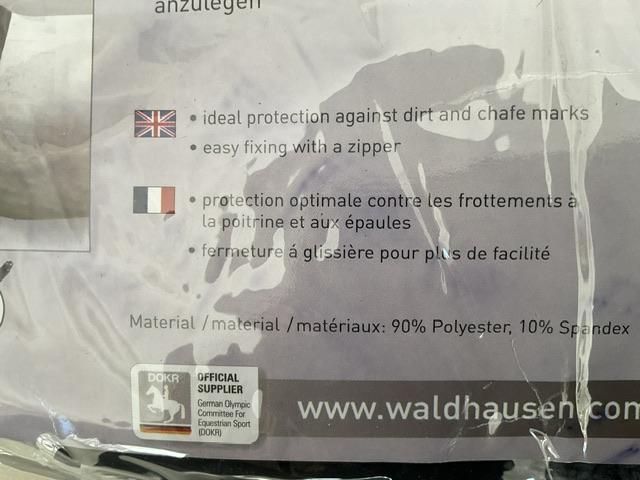 anzulegen
• ideal protection against dirt and chafe marks
• easy fixing with a zipper
• protection optimale contre les frottements à
la poitrine et aux épaules
• fermeture á glissière pour plus de facilité
Material / material / matériaux: 90% Polyester, 10% Spandex
DOKR
OFFICIAL
SUPPLIER
German Olympic
Committee For
Equestrian Sport
(DOKR)
www.waldhausen.com